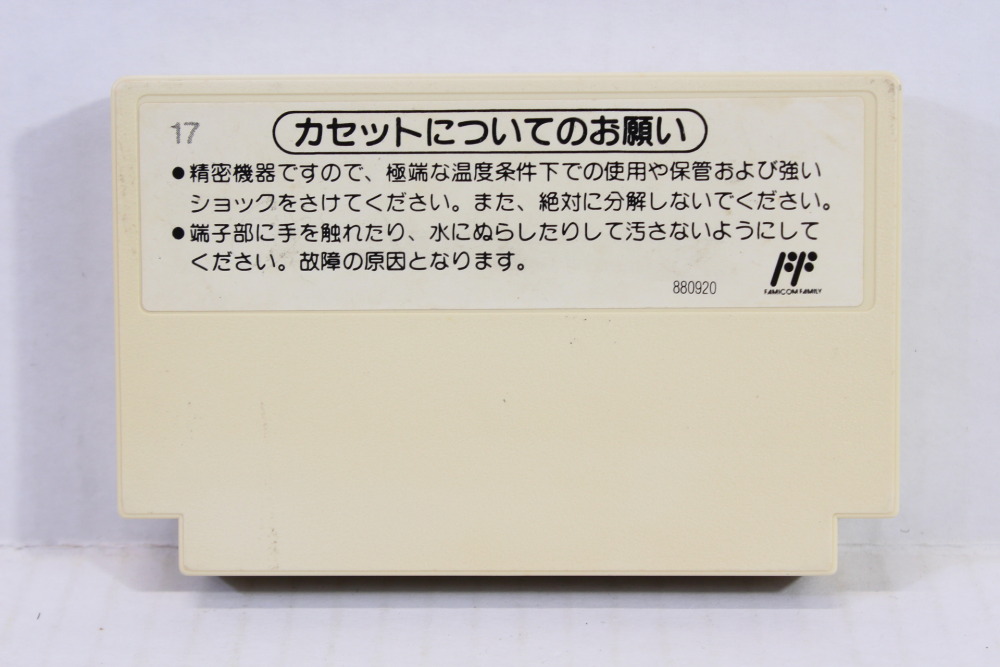 17
カセットについてのお願い
●精密機器ですので、極端な温度条件下での使用や保管および強い
ショックをさけてください。また、絶対に分解しないでください。
●端子部に手を触れたり、水にぬらしたりして汚さないようにして
ください。故障の原因となります。
880920
FF
FAMICOM FAMILY